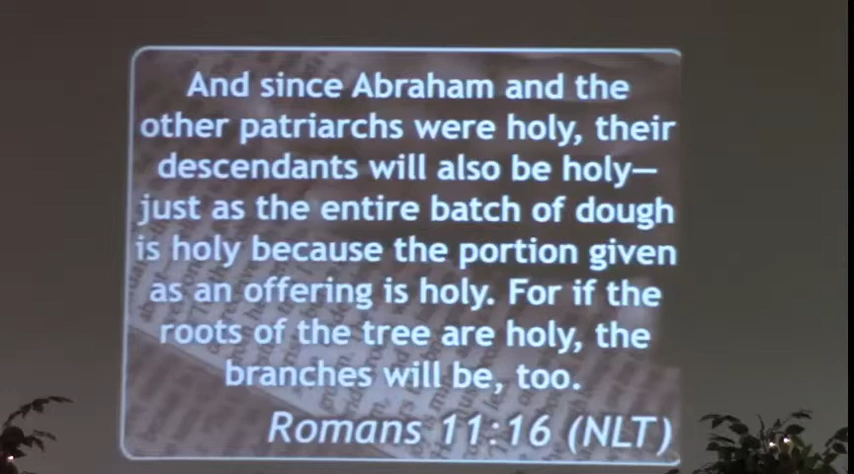 And since Abraham and the
other patriarchs were holy, their
descendants will also be holy—
just as the entire batch of dough
is holy because the portion given
as an offering is holy. For if the
roots of the tree are holy, the
branches will be, too.
Romans 11:16 (NLT)